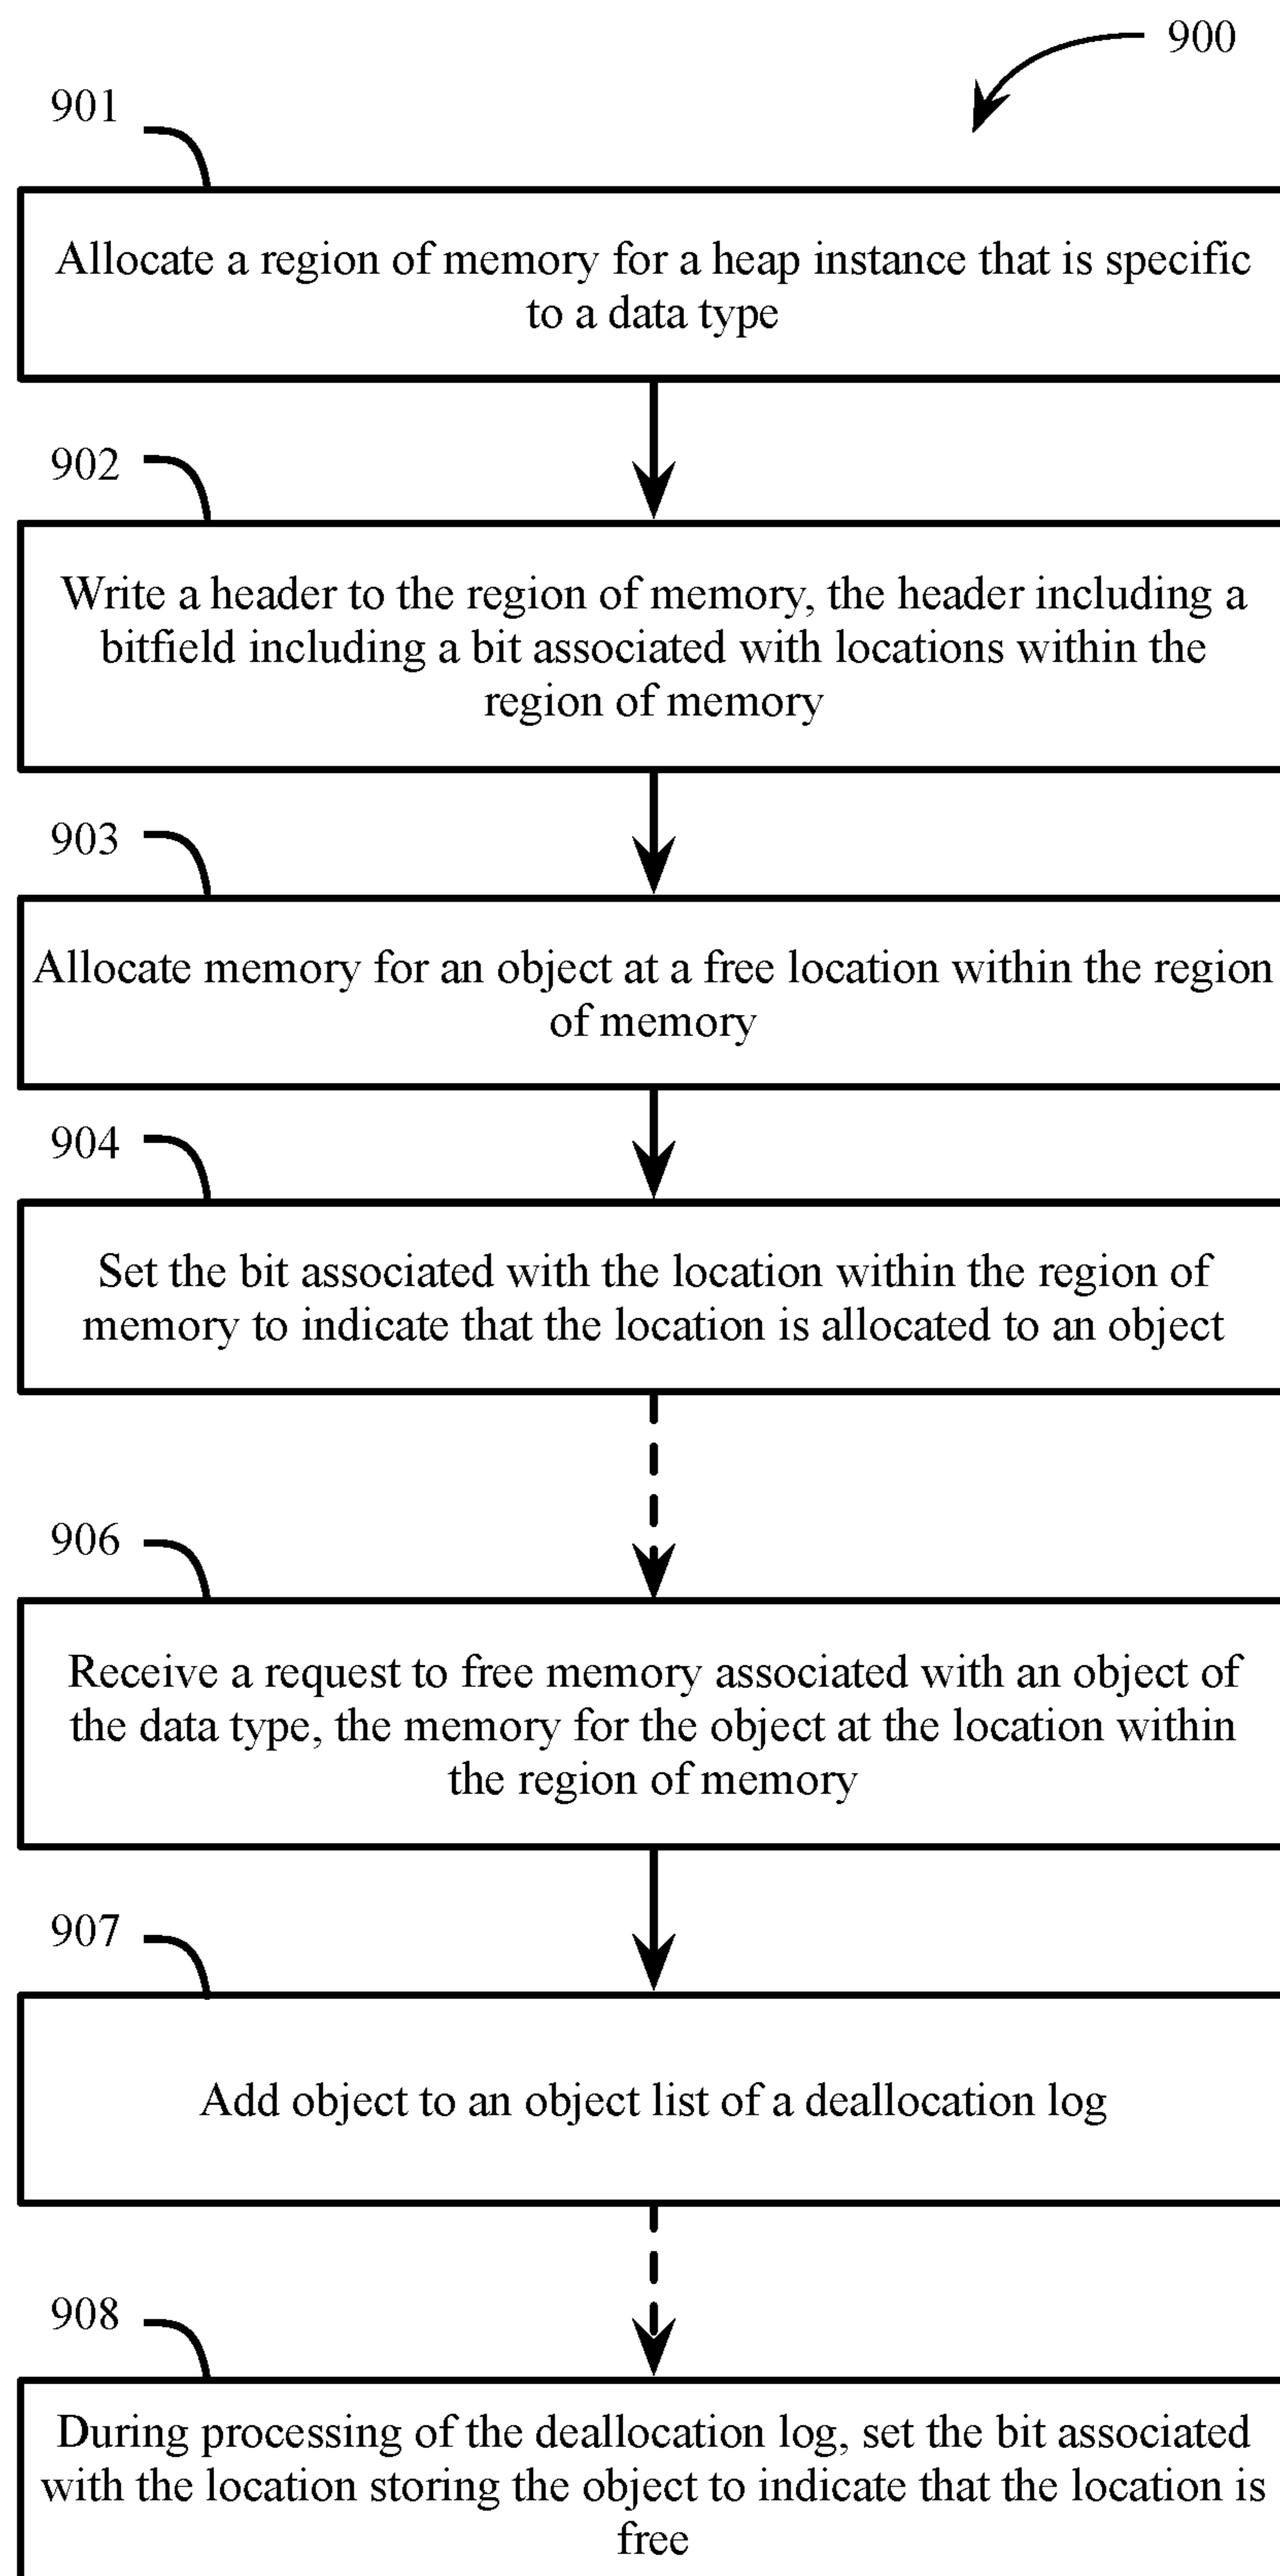 900
901
Allocate a region of memory for a heap instance that is specific
to a data type
902
Write a header to the region of memory, the header including a
bitfield including a bit associated with locations within the
region of memory
903
Allocate memory for an object at a free location within the region
of memory
904
Set the bit associated with the location within the region of
memory to indicate that the location is allocated to an object
906
Receive a request to free memory associated with an object of
the data type, the memory for the object at the location within
the region of memory
907
Add object to an object list of a deallocation log
908
During processing of the deallocation log, set the bit associated
with the location storing the object to indicate that the location is
free